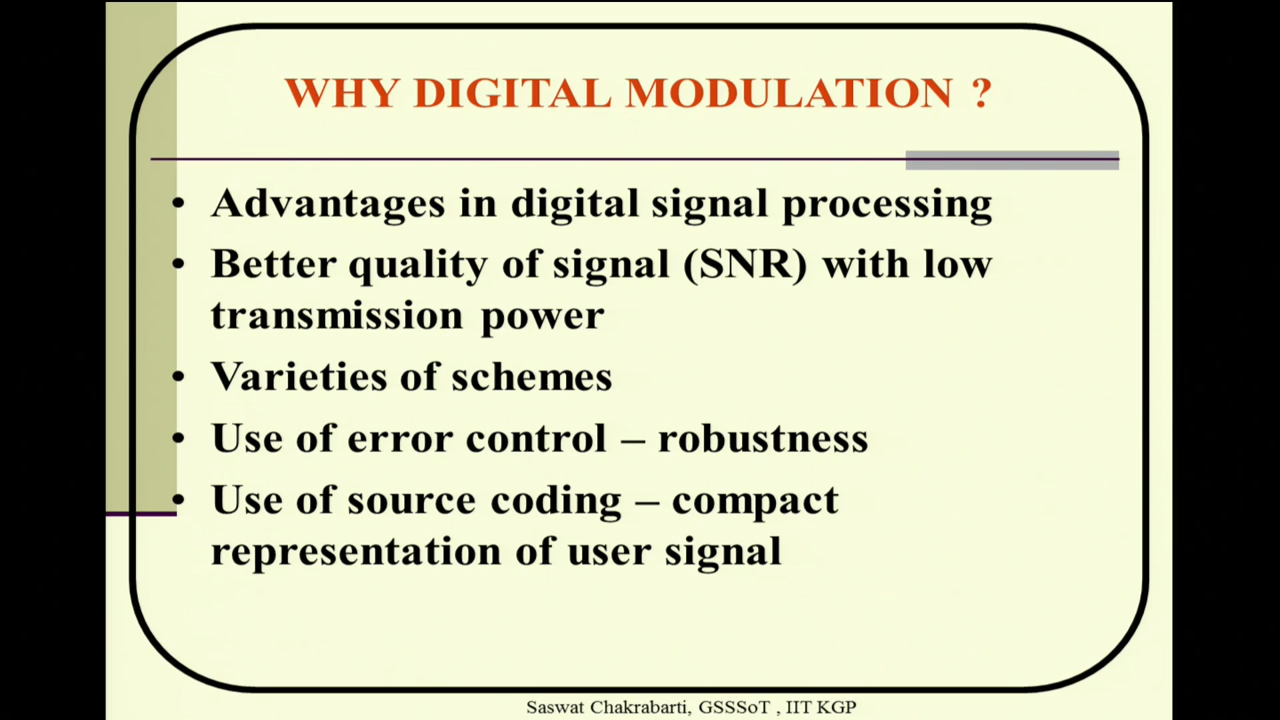 WHY DIGITAL MODULATION ?
• Advantages in digital signal processing
• Better quality of signal (SNR) with low
transmission power
• Varieties of schemes
• Use of error control – robustness
• Use of source coding – compact
representation of user signal
Saswat Chakrabarti, GSSSoT , IIT KGP